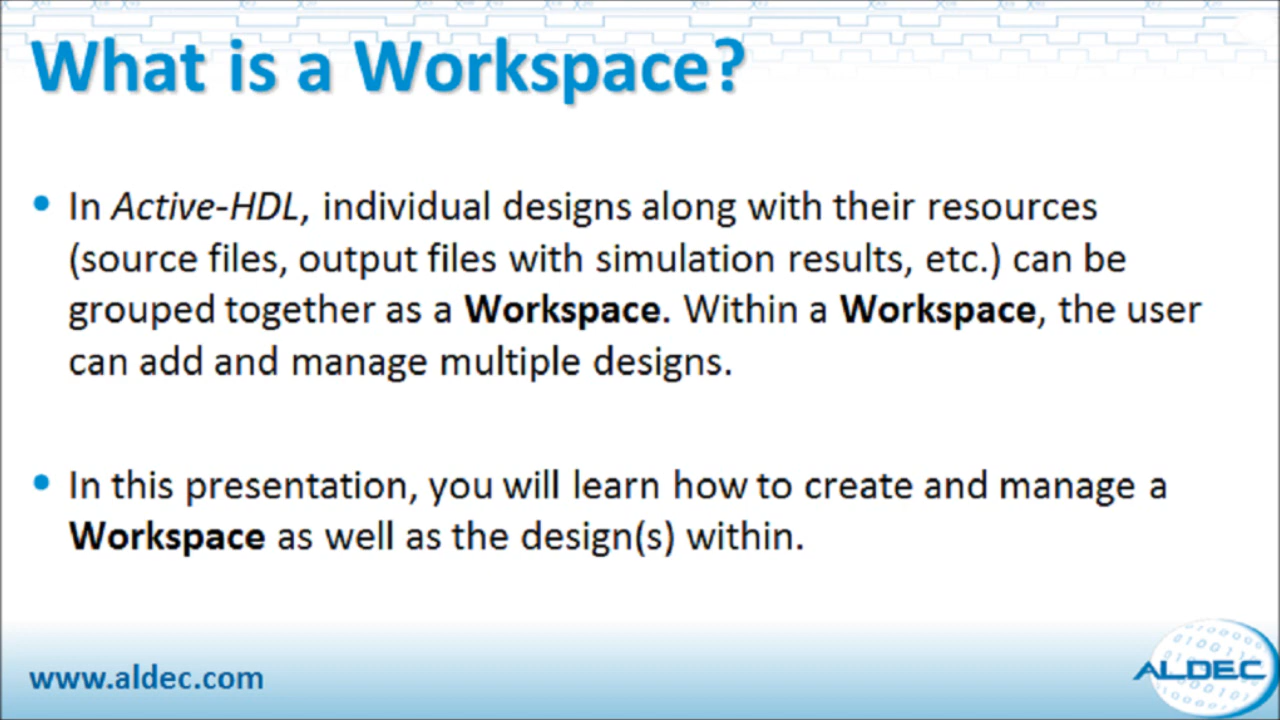 What is a Workspace?
• In Active-HDL, individual designs along with their resources
(source files, output files with simulation results, etc.) can be
grouped together as a Workspace. Within a Workspace, the user
can add and manage multiple designs.
• In this presentation, you will learn how to create and manage a
Workspace as well as the design(s) within.
www.aldec.com
ALDEC